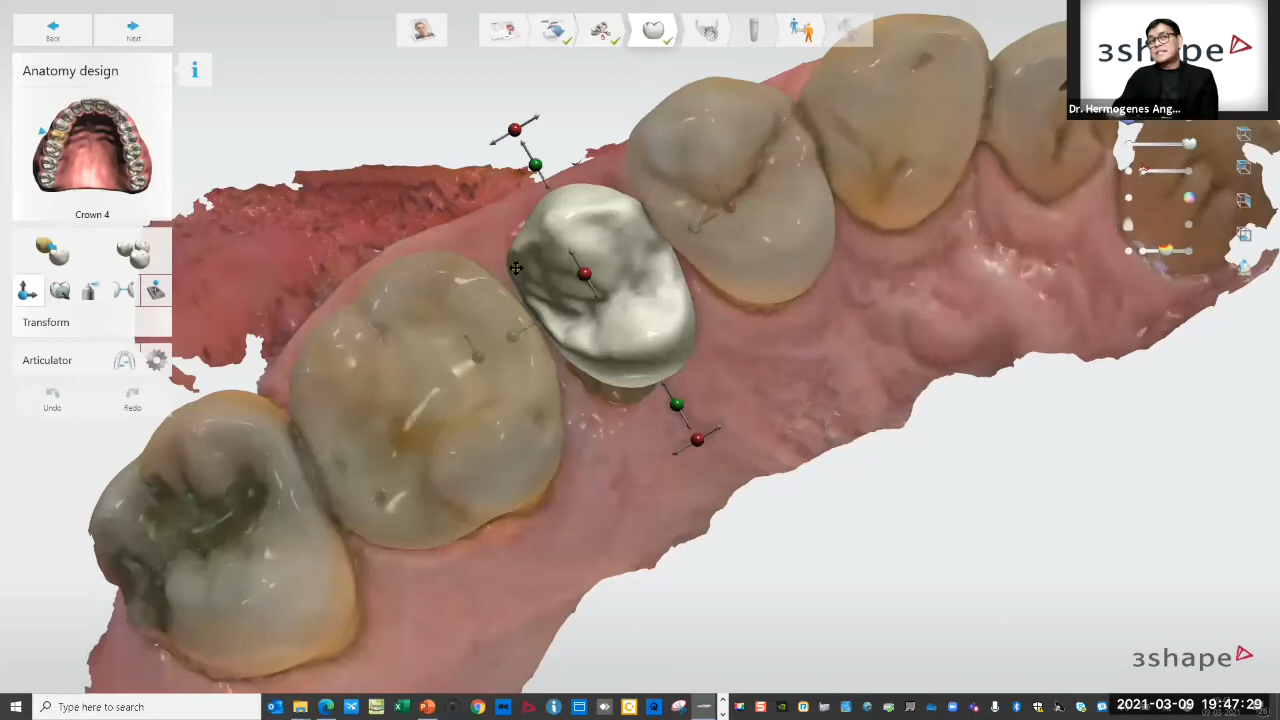 Back
Next
Anatomy design
Crown 4
Transform
Articulator
Undo
Redo
3shape
Dr. Hermogenes Ang...
3shape
Type here to search
2021-03-09 19:47:29